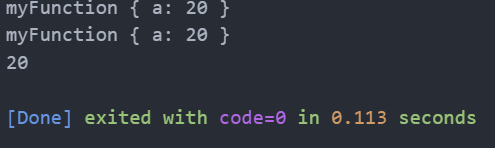 myFunction { a: 20 }
myFunction { a: 20 }
20
[Done] exited with code=0 in 0.113 seconds